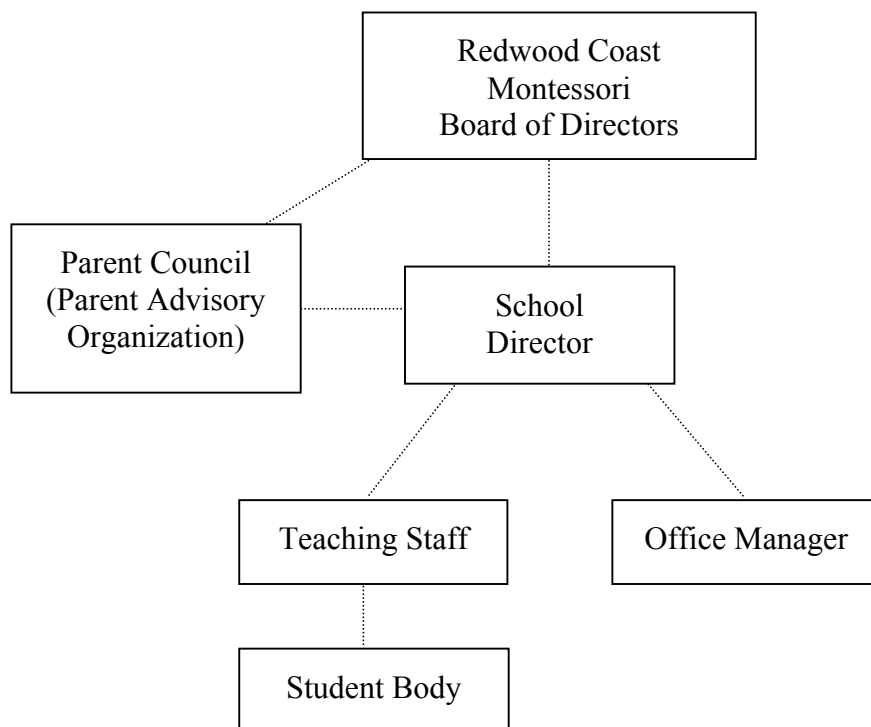 Redwood Coast
Montessori
Board of Directors
Parent Council
(Parent Advisory
Organization)
School
Director
Teaching Staff
Office Manager
Student Body